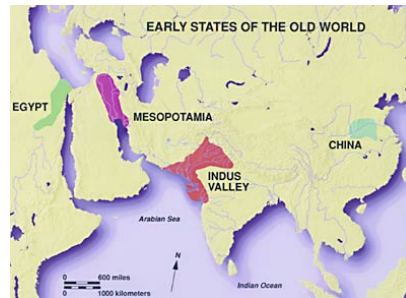 EARLY STATES OF THE OLD WORLD
EGYPT
MESOPOTAMIA
CHINA
INDUS
VALLEY
Arabian Sea
N
0 600 miles
0 1000 kilometers
Indian Ocean